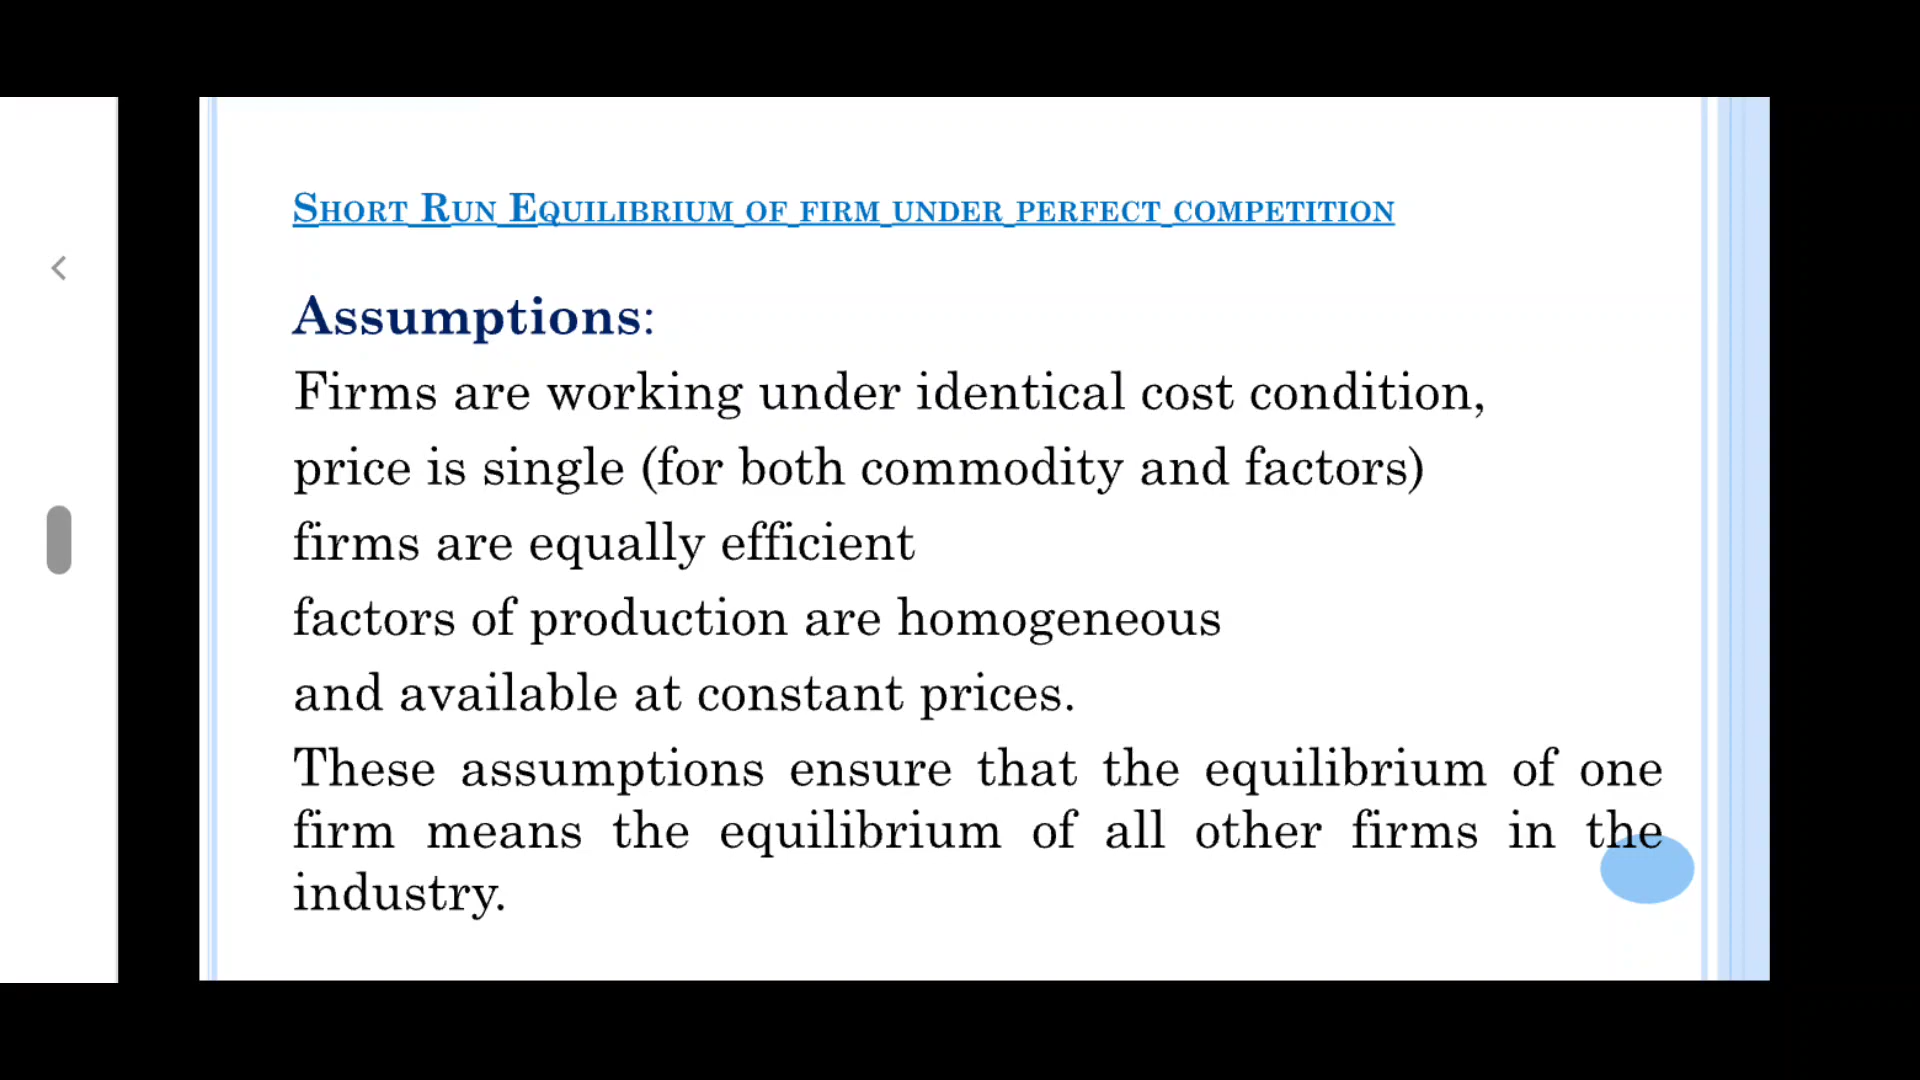 Short Run Equilibrium of firm under perfect competition
Assumptions:
Firms are working under identical cost condition,
price is single (for both commodity and factors)
firms are equally efficient
factors of production are homogeneous
and available at constant prices.
These assumptions ensure that the equilibrium of one
firm means the equilibrium of all other firms in the
industry.